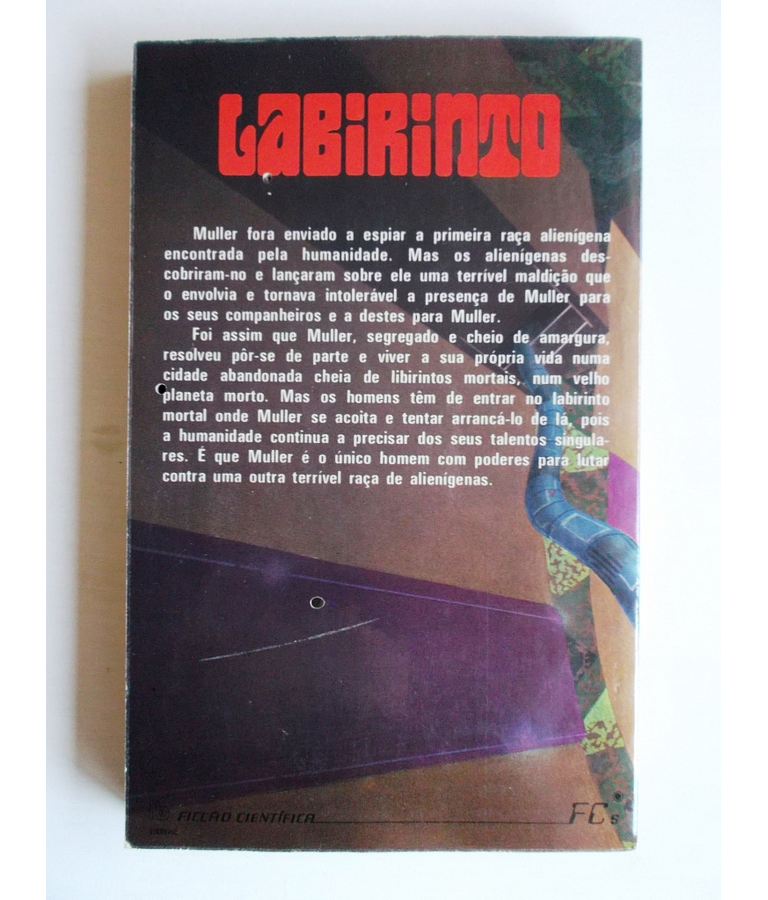 LABIRINTO
Muller fora enviado a espiar a primeira raça alienígena
encontrada pela humanidade. Mas os alienígenas des-
cobriram-no e lançaram sobre ele uma terrível maldição que
o envolvia e tornava intolerável a presença de Muller para
os seus companheiros e a destes para Muller.
Foi assim que Muller, segregado e cheio de amargura,
resolveu pôr-se de parte e viver a sua própria vida numa
cidade abandonada cheia de libirintos mortais, num velho
planeta morto. Mas os homens têm de entrar no labirinto
mortal onde Muller se acoita e tentar arrancá-lo de lá, pois
a humanidade continua a precisar dos seus talentos singula-
res. É que Muller é o único homem com poderes para lutar
contra uma outra terrível raça de alienígenas.
FICÇÃO CIENTÍFICA FC s